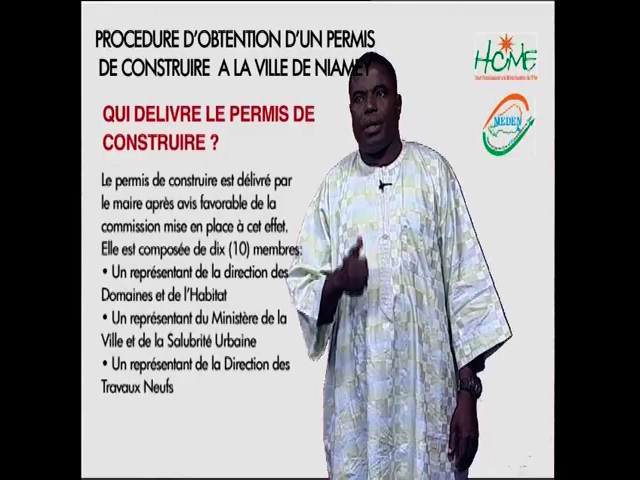 PROCEDURE D'OBTENTION D'UN PERMIS
DE CONSTRUIRE A LA VILLE DE NIAMEY
HCME
MEDEN
QUI DELIVRE LE PERMIS DE
CONSTRUIRE ?
Le permis de construire est délivré par
le maire après avis favorable de la
commission mise en place à cet effet.
Elle est composée de dix (10) membres:
• Un représentant de la direction des
Domaines et de l'Habitat
• Un représentant du Ministère de la
Ville et de la Salubrité Urbaine
• Un représentant de la Direction des
Travaux Neufs